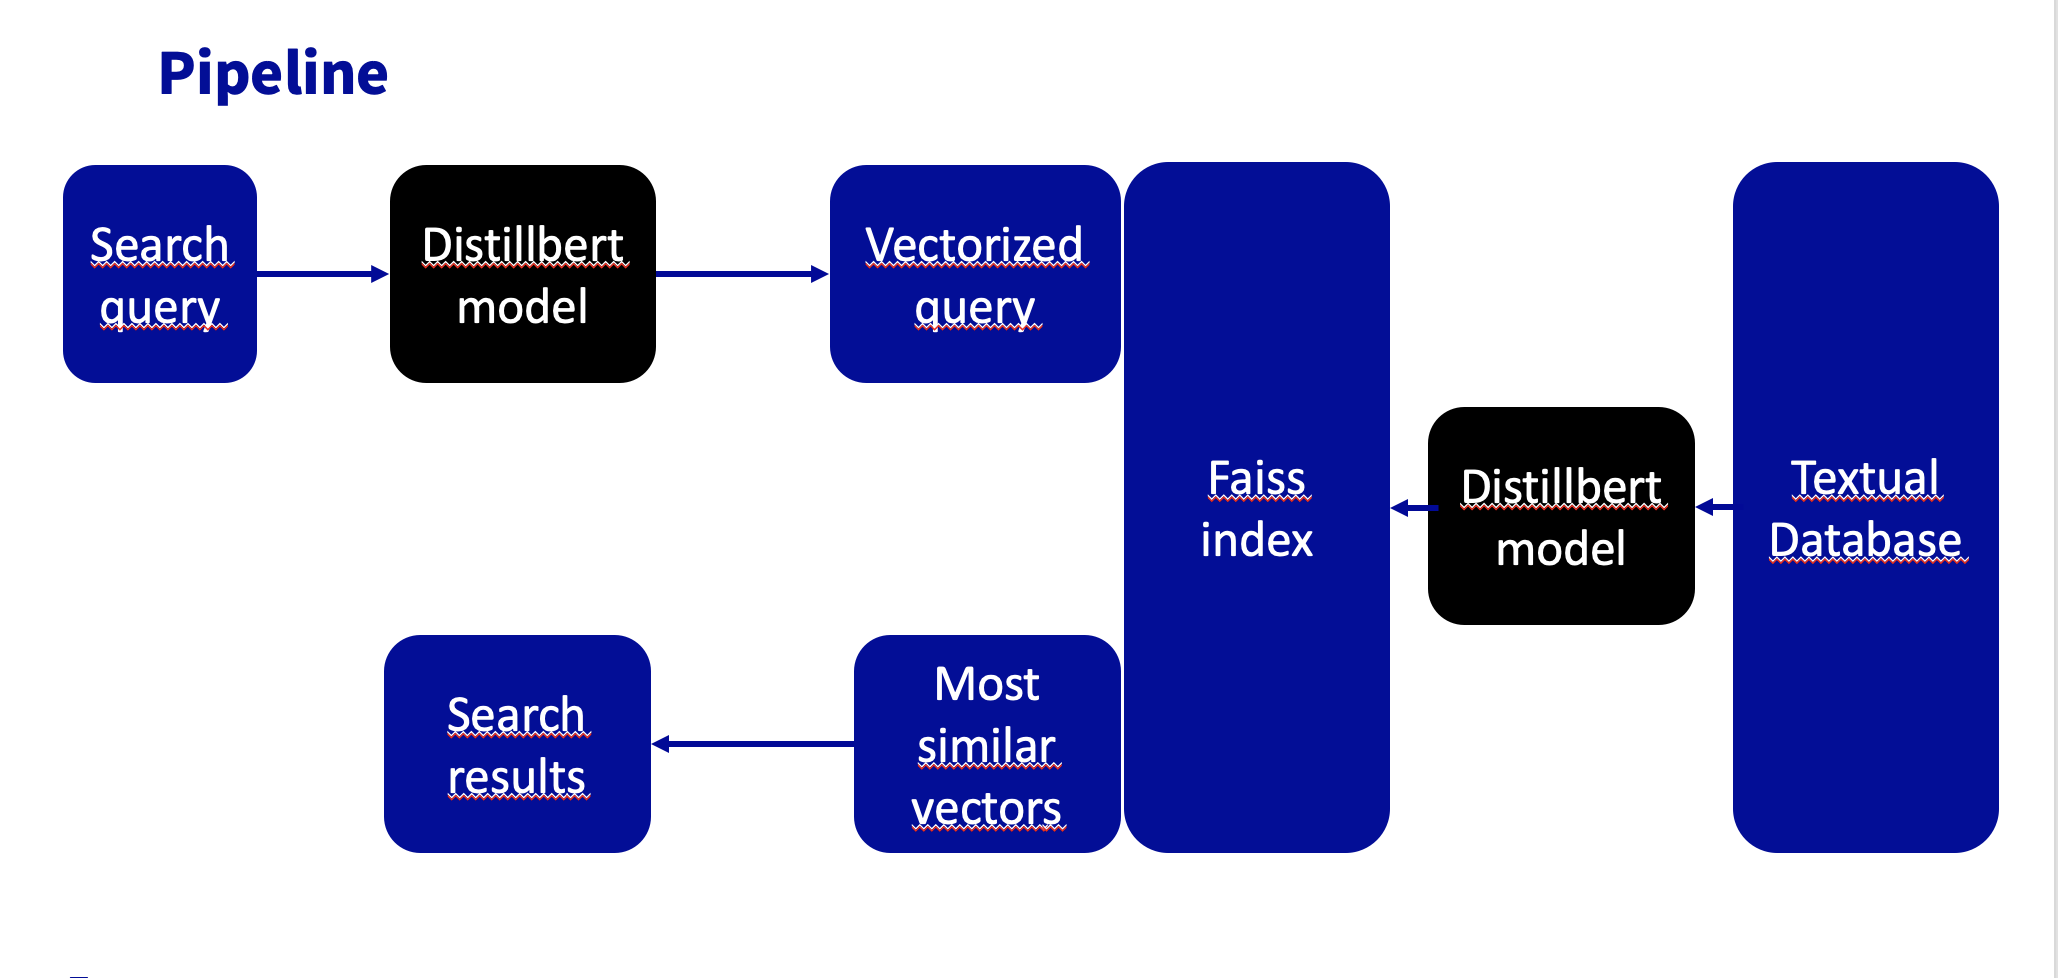 Pipeline
Search
query
Distillbert
model
Vectorized
query
Faiss
index
Distillbert
model
Textual
Database
Search
results
Most
similar
vectors